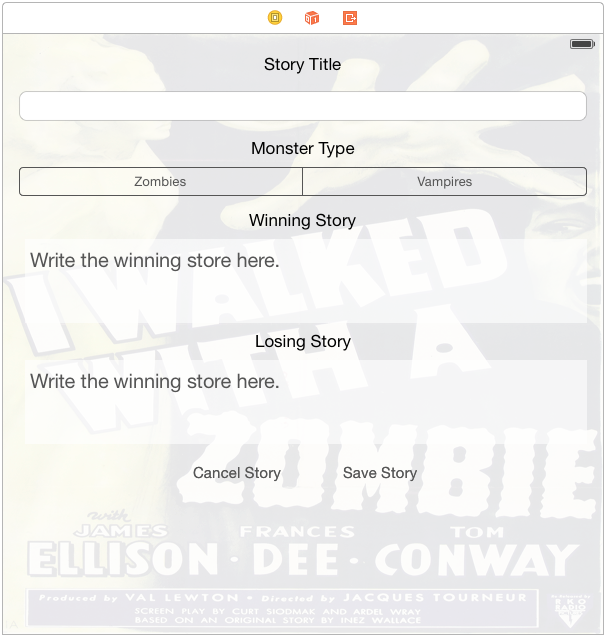 Story Title
Monster Type
Zombies
Vampires
Winning Story
Write the winning store here.
Losing Story
Write the winning store here.
Cancel Story
Save Story
I WALKED
WITH A
ZOMBIE
with
JAMES
ELLISON ·
FRANCES
DEE ·
TOM
CONWAY
Produced by VAL LEWTON • Directed by JACQUES TOURNEUR
SCREEN PLAY BY CURT SIODMAK AND ARDEL WRAY
BASED ON AN ORIGINAL STORY BY INEZ WALLACE
RKO
RADIO